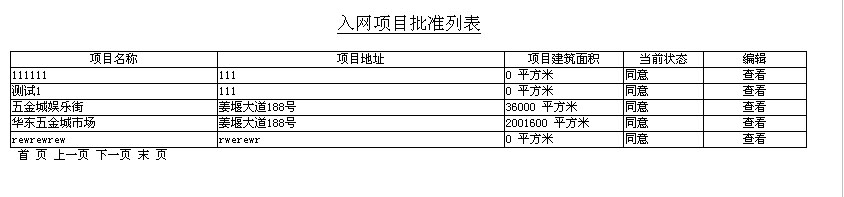 入网项目批准列表
项目名称 项目地址 项目建筑面积 当前状态 编辑
111111 111 0 平方米 同意 查看
测试1 111 0 平方米 同意 查看
五金城娱乐街 姜堰大道188号 36000 平方米 同意 查看
华东五金城市场 姜堰大道188号 2001600 平方米 同意 查看
rewrewrew rwerewr 0 平方米 同意 查看
首 页 上一页 下一页 末 页